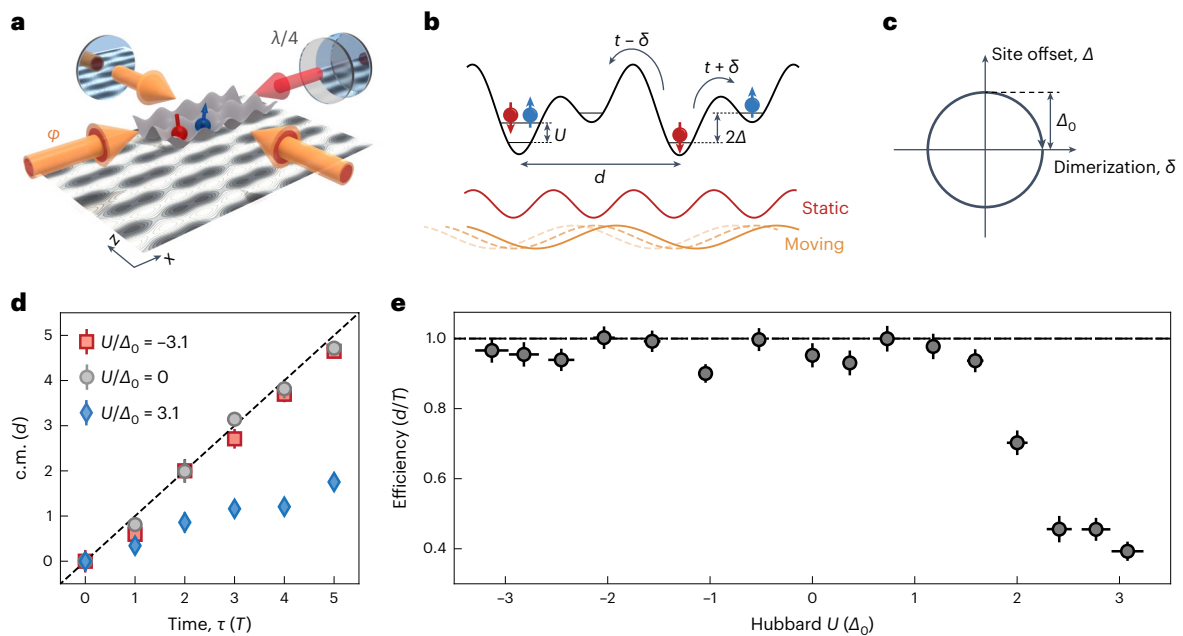 a
λ/4
φ
z
x
b
t – δ
t + δ
U
2Δ
d
Static
Moving
c
Site offset, Δ
Δ0
Dimerization, δ
d
U/Δ0 = –3.1
U/Δ0 = 0
U/Δ0 = 3.1
c.m. (d)
5
4
3
2
1
0
0 1 2 3 4 5
Time, τ (T)
e
Efficiency (d/T)
1.0
0.8
0.6
0.4
–3 –2 –1 0 1 2 3
Hubbard U (Δ0)